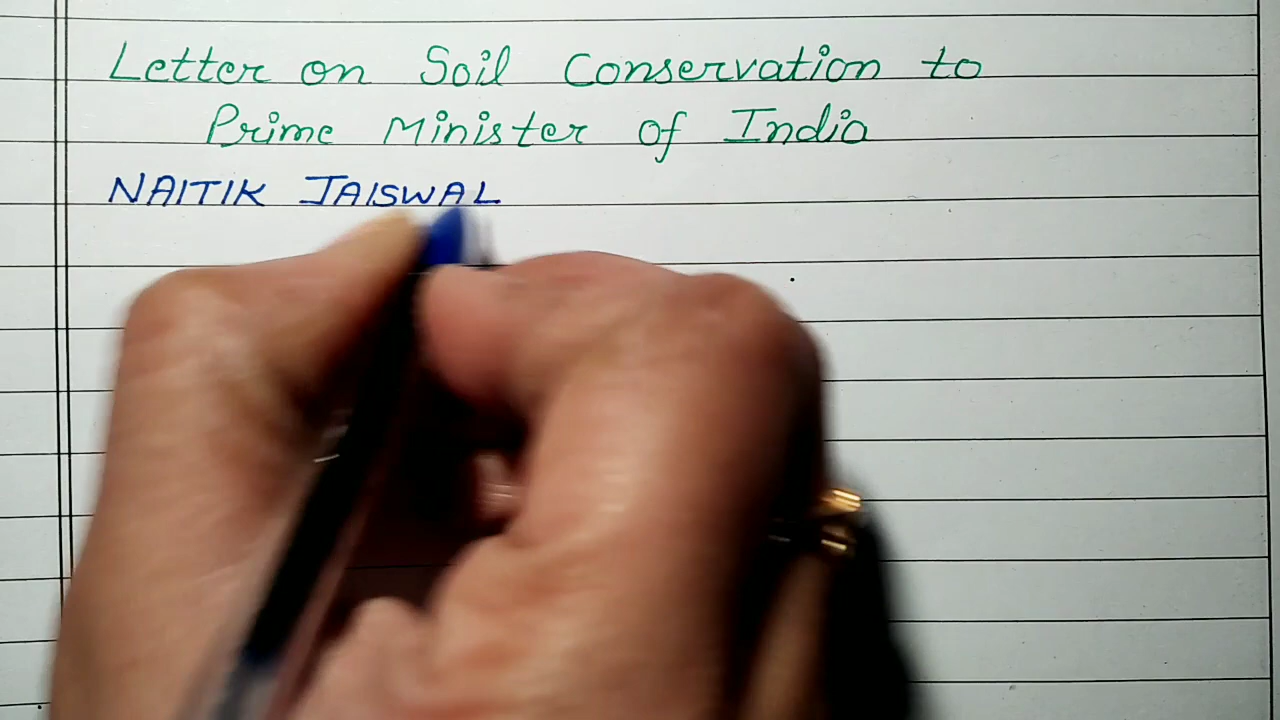 Letter on Soil Conservation to
Prime Minister of India
NAITIK JAISWAL